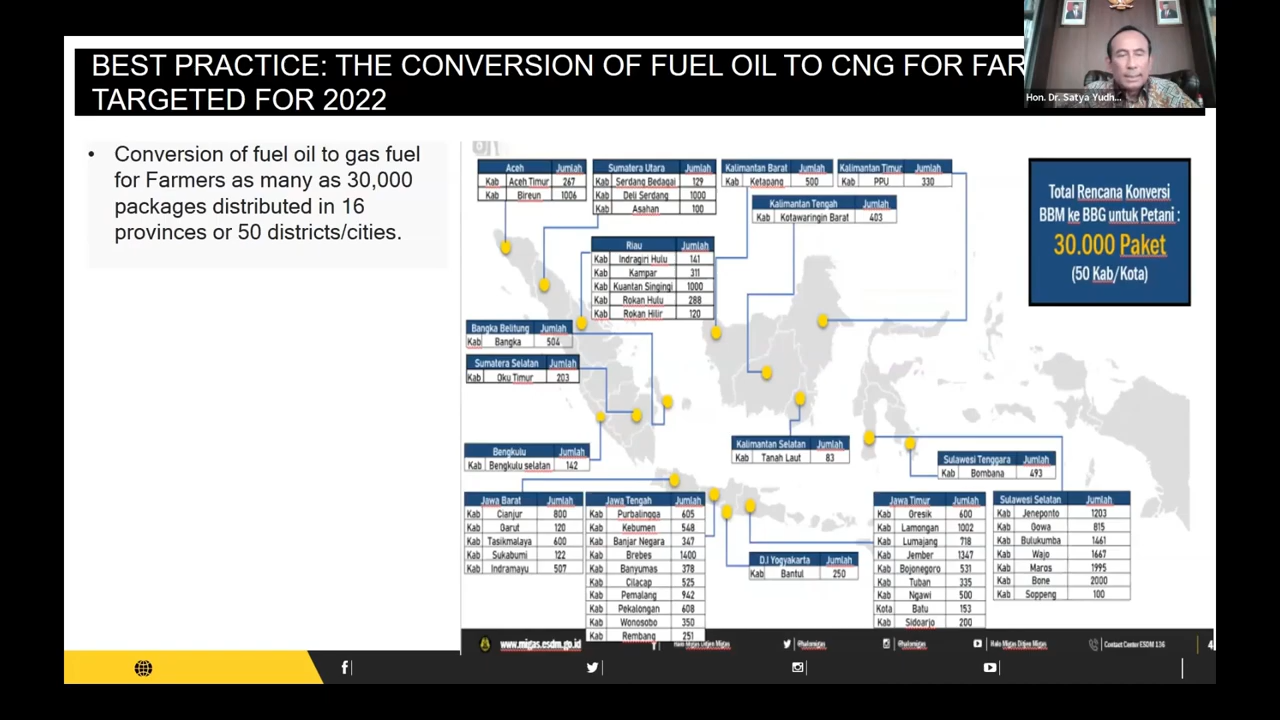 BEST PRACTICE: THE CONVERSION OF FUEL OIL TO CNG FOR FAR
TARGETED FOR 2022
Hon. Dr. Satya Yudh...
• Conversion of fuel oil to gas fuel
for Farmers as many as 30,000
packages distributed in 16
provinces or 50 districts/cities.
Aceh Jumlah
Kab Aceh Timur 267
Kab Bireun 1006
Sumatera Utara Jumlah
Kab Serdang Bedagai 129
Kab Deli Serdang 1000
Kab Asahan 100
Kalimantan Barat Jumlah
Kab Ketapang 500
Kalimantan Timur Jumlah
Kab PPU 330
Kalimantan Tengah Jumlah
Kab Kotawaringin Barat 403
Total Rencana Konversi
BBM ke BBG untuk Petani :
30.000 Paket
(50 Kab/Kota)
Riau Jumlah
Kab Indragiri Hulu 141
Kab Kampar 311
Kab Kuantan Singingi 1000
Kab Rokan Hulu 288
Kab Rokan Hilir 120
Bangka Belitung Jumlah
Kab Bangka 504
Sumatera Selatan Jumlah
Kab Oku Timur 203
Bengkulu Jumlah
Kab Bengkulu selatan 142
Kalimantan Selatan Jumlah
Kab Tanah Laut 83
Sulawesi Tenggara Jumlah
Kab Bombana 493
Jawa Barat Jumlah
Kab Cianjur 800
Kab Garut 120
Kab Tasikmalaya 600
Kab Sukabumi 122
Kab Indramayu 507
Jawa Tengah Jumlah
Kab Purbalingga 605
Kab Kebumen 548
Kab Banjar Negara 347
Kab Brebes 1400
Kab Banyumas 378
Kab Cilacap 525
Kab Pemalang 942
Kab Pekalongan 608
Kab Wonosobo 350
Kab Rembang 251
D.I Yogyakarta Jumlah
Kab Bantul 250
Jawa Timur Jumlah
Kab Gresik 600
Kab Lamongan 1002
Kab Lumajang 718
Kab Jember 1347
Kab Bojonegoro 531
Kab Tuban 335
Kab Ngawi 500
Kota Batu 153
Kab Sidoarjo 200
Sulawesi Selatan Jumlah
Kab Jeneponto 1203
Kab Gowa 815
Kab Bulukumba 1461
Kab Wajo 1667
Kab Maros 1995
Kab Bone 2000
Kab Soppeng 100
www.migas.esdm.go.id Halo Migas Ditjen Migas @halomigas @halomigas Halo Migas Ditjen Migas Contact Center ESDM 136